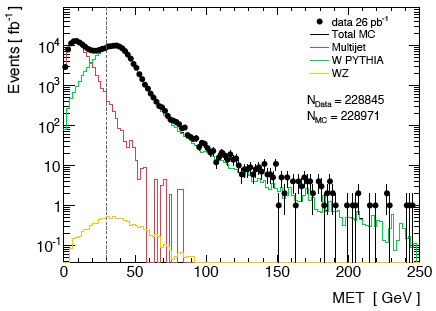 Events [ fb⁻¹ ]
10⁴
10³
10²
10
1
10⁻¹
data 26 pb⁻¹
Total MC
Multijet
W PYTHIA
WZ
N_Data = 228845
N_MC = 228971
0 50 100 150 200 250
MET [ GeV ]